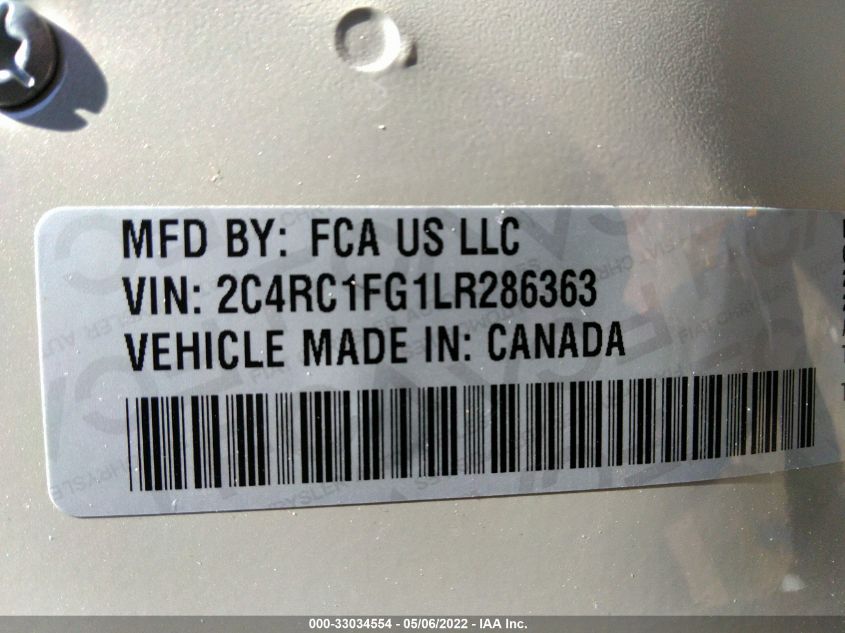 MFD BY: FCA US LLC
VIN: 2C4RC1FG1LR286363
VEHICLE MADE IN: CANADA
000-33034554 - 05/06/2022 - IAA Inc.